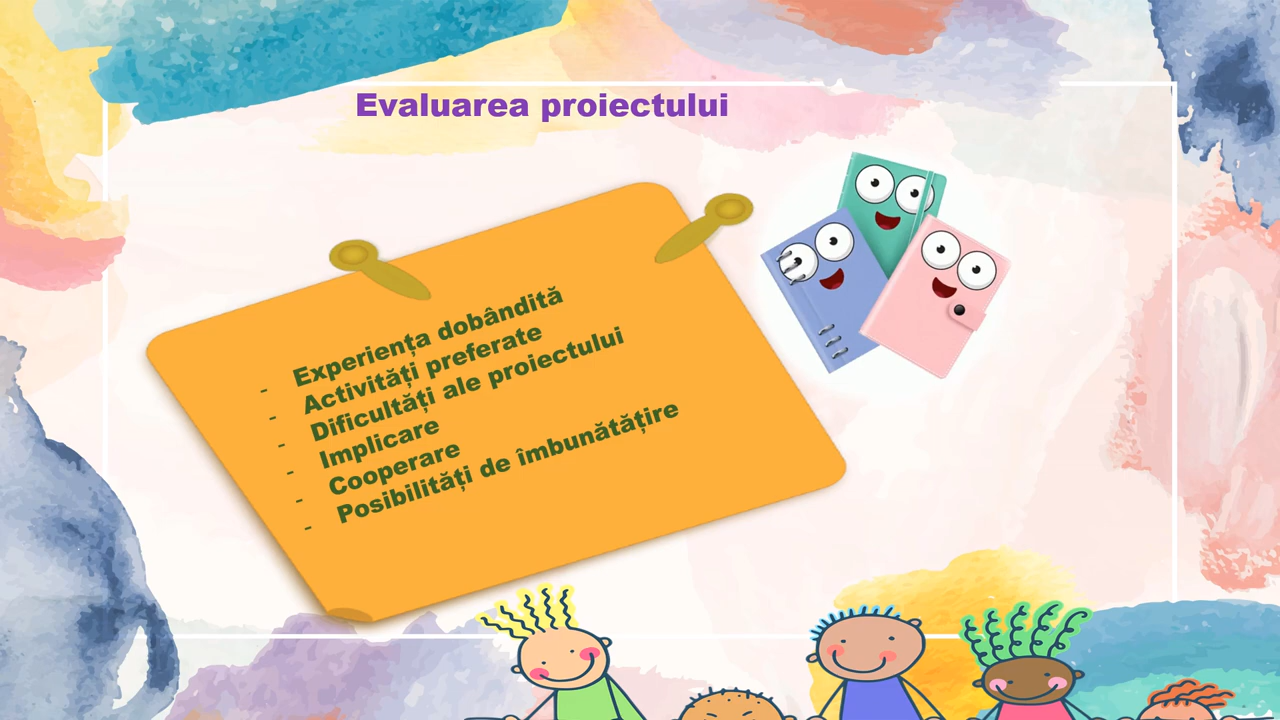 Evaluarea proiectului
- Experiența dobândită
- Activități preferate
- Dificultăți ale proiectului
- Implicare
- Cooperare
- Posibilități de îmbunătățire